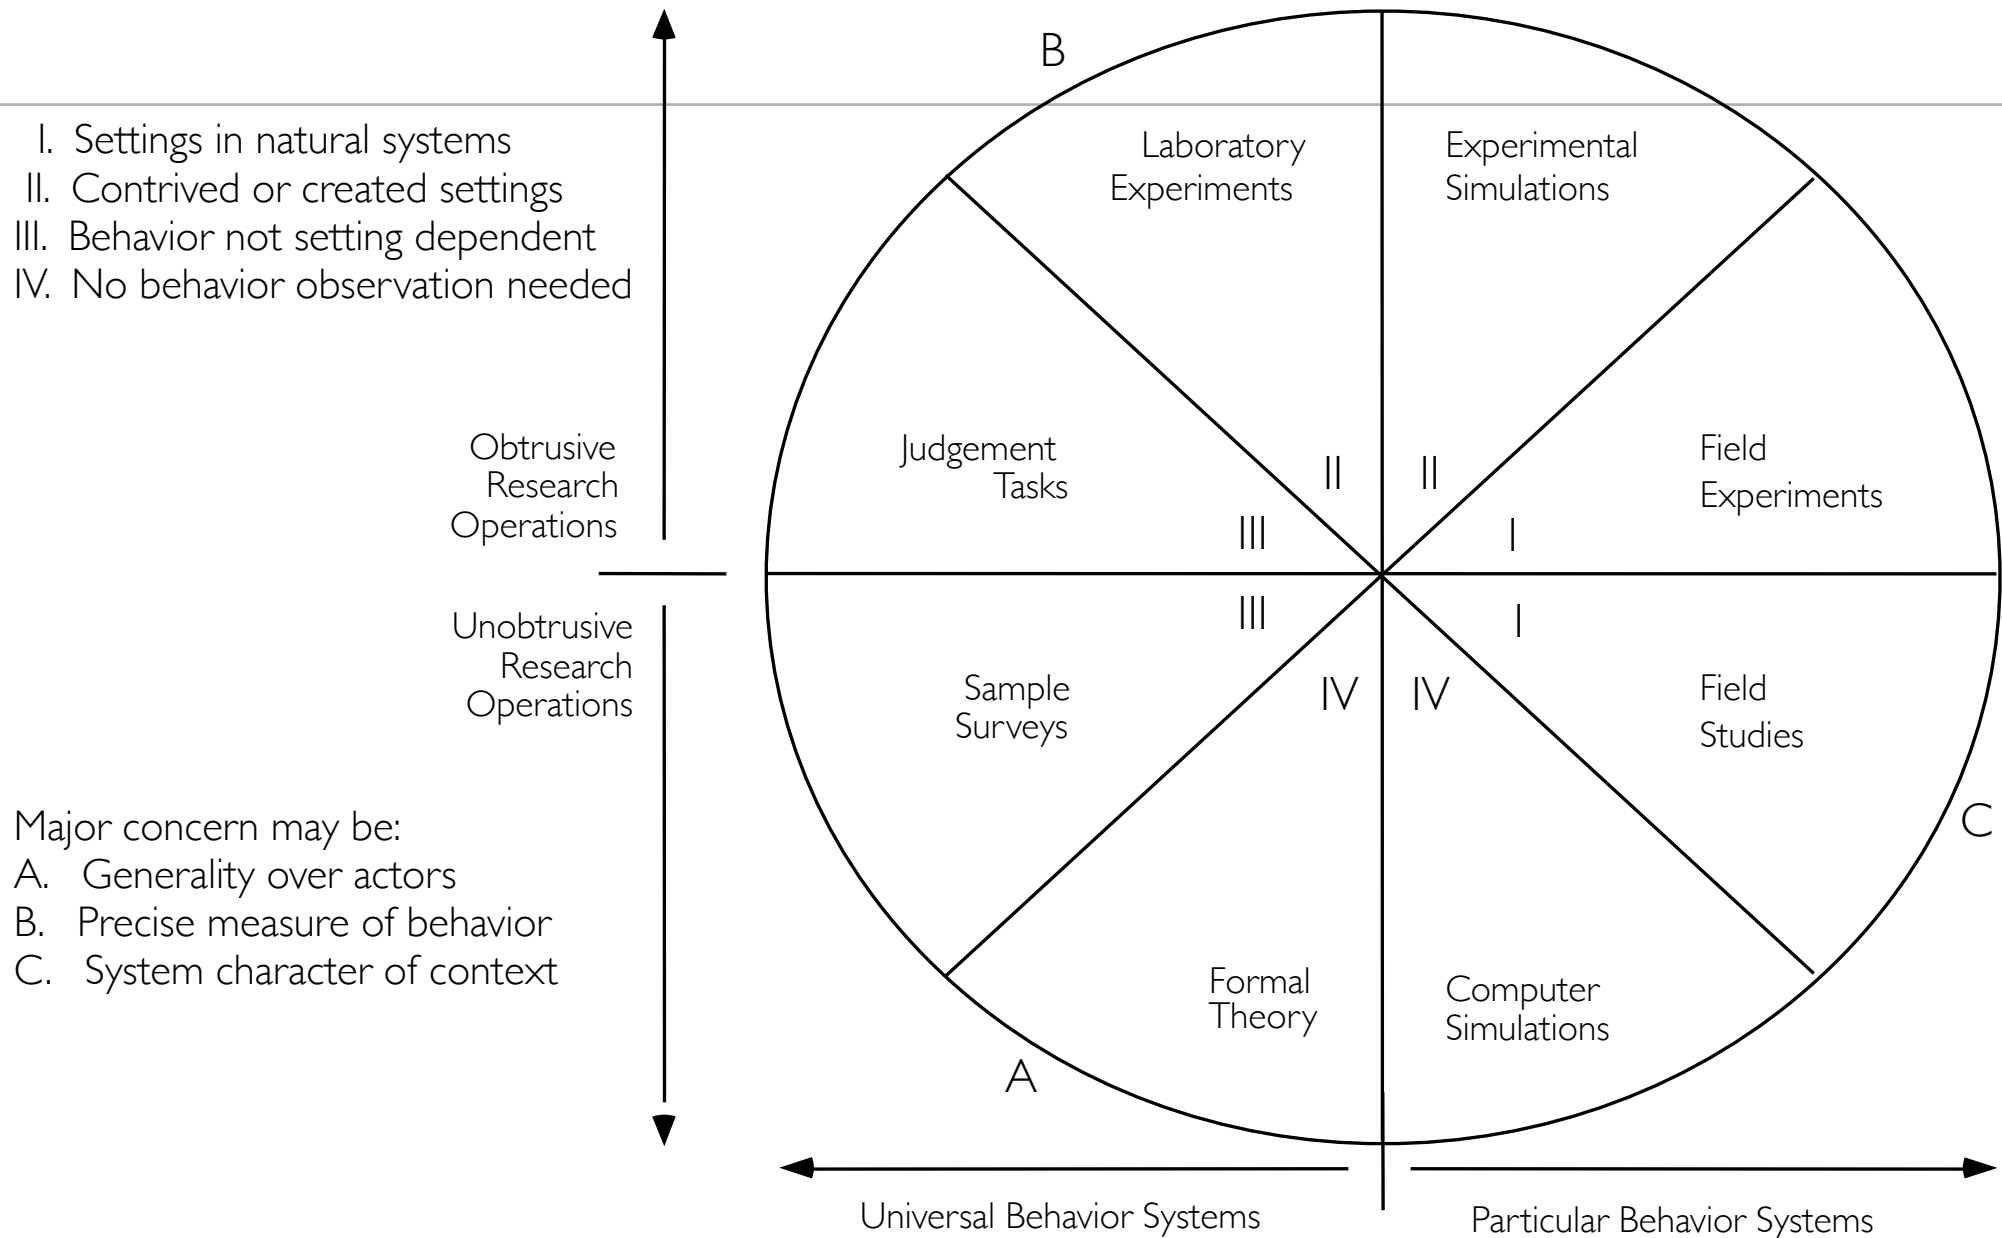 B
I. Settings in natural systems
II. Contrived or created settings
III. Behavior not setting dependent
IV. No behavior observation needed
Laboratory
Experiments
Experimental
Simulations
Obtrusive
Research
Operations
Judgement
Tasks
II
II
Field
Experiments
III
I
Unobtrusive
Research
Operations
III
I
Sample
Surveys
IV
IV
Field
Studies
C
Major concern may be:
A. Generality over actors
B. Precise measure of behavior
C. System character of context
Formal
Theory
Computer
Simulations
A
Universal Behavior Systems
Particular Behavior Systems